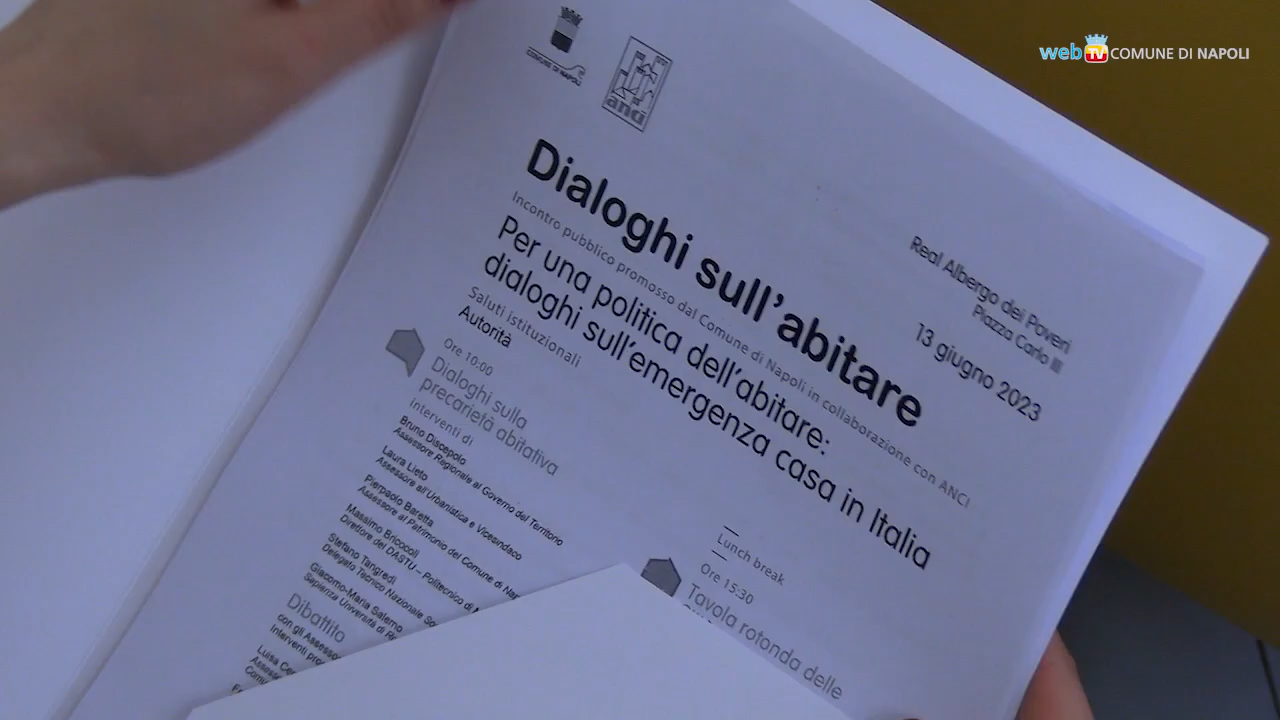 web TV COMUNE DI NAPOLI
COMUNE DI NAPOLI
anci
Dialoghi sull'abitare
Incontro pubblico promosso dal Comune di Napoli in collaborazione con ANCI
Per una politica dell'abitare:
dialoghi sull'emergenza casa in Italia
Real Albergo dei Poveri
Piazza Carlo III
13 giugno 2023
Saluti istituzionali
Autorità
Ore 10:00
Dialoghi sulla
precarietà abitativa
Interventi di
Bruno Discepolo
Assessore Regionale al Governo del Territorio
Laura Lieto
Assessore all'Urbanistica e Vicesindaco
Pierpaolo Baretta
Assessore al Patrimonio del Comune di
Massimo Bricocoli
Direttore del DASTU – Politecnico di
Stefano Tangredi
Delegato Tecnico Nazionale
Giacomo-Maria Salerno
Sapienza Università di
Dibattito
con gli
Interventi
Luisa
Lunch break
Ore 15:30
Tavola rotonda delle